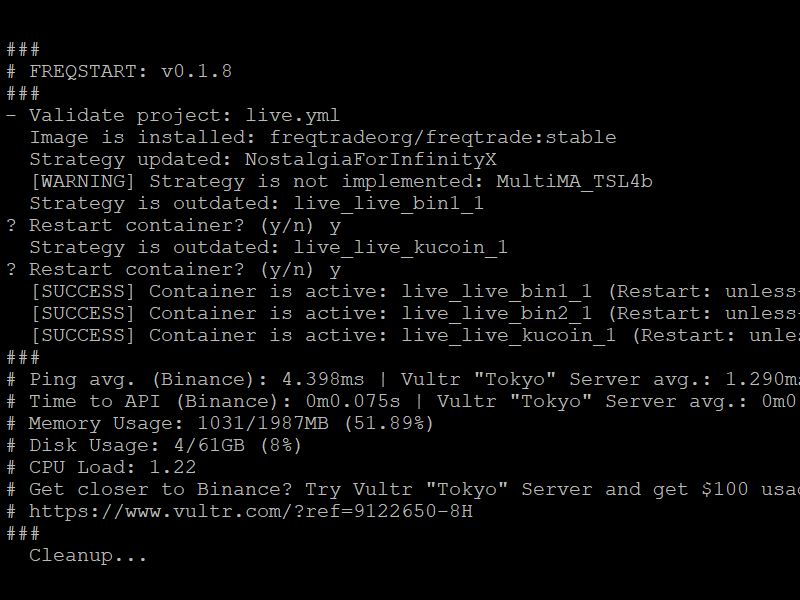 ###
# FREQSTART: v0.1.8
###
- Validate project: live.yml
Image is installed: freqtradeorg/freqtrade:stable
Strategy updated: NostalgiaForInfinityX
[WARNING] Strategy is not implemented: MultiMA_TSL4b
Strategy is outdated: live_live_bin1_1
? Restart container? (y/n) y
Strategy is outdated: live_live_kucoin_1
? Restart container? (y/n) y
[SUCCESS] Container is active: live_live_bin1_1 (Restart: unless-
[SUCCESS] Container is active: live_live_bin2_1 (Restart: unless-
[SUCCESS] Container is active: live_live_kucoin_1 (Restart: unles
###
# Ping avg. (Binance): 4.398ms | Vultr "Tokyo" Server avg.: 1.290ms
# Time to API (Binance): 0m0.075s | Vultr "Tokyo" Server avg.: 0m0
# Memory Usage: 1031/1987MB (51.89%)
# Disk Usage: 4/61GB (8%)
# CPU Load: 1.22
# Get closer to Binance? Try Vultr "Tokyo" Server and get $100 usag
# https://www.vultr.com/?ref=9122650-8H
###
Cleanup...